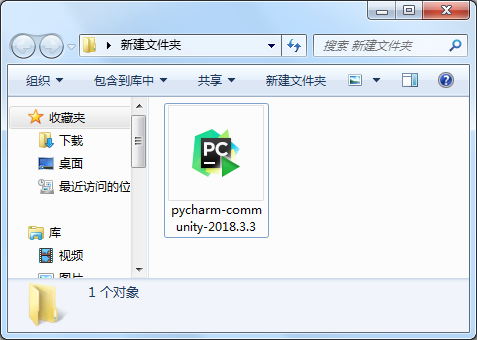 新建文件夹
搜索 新建文件夹
组织 包含到库中 共享 新建文件夹
收藏夹
下载
桌面
最近访问的位
库
视频
图片
PC
pycharm-comm
unity-2018.3.3
1 个对象